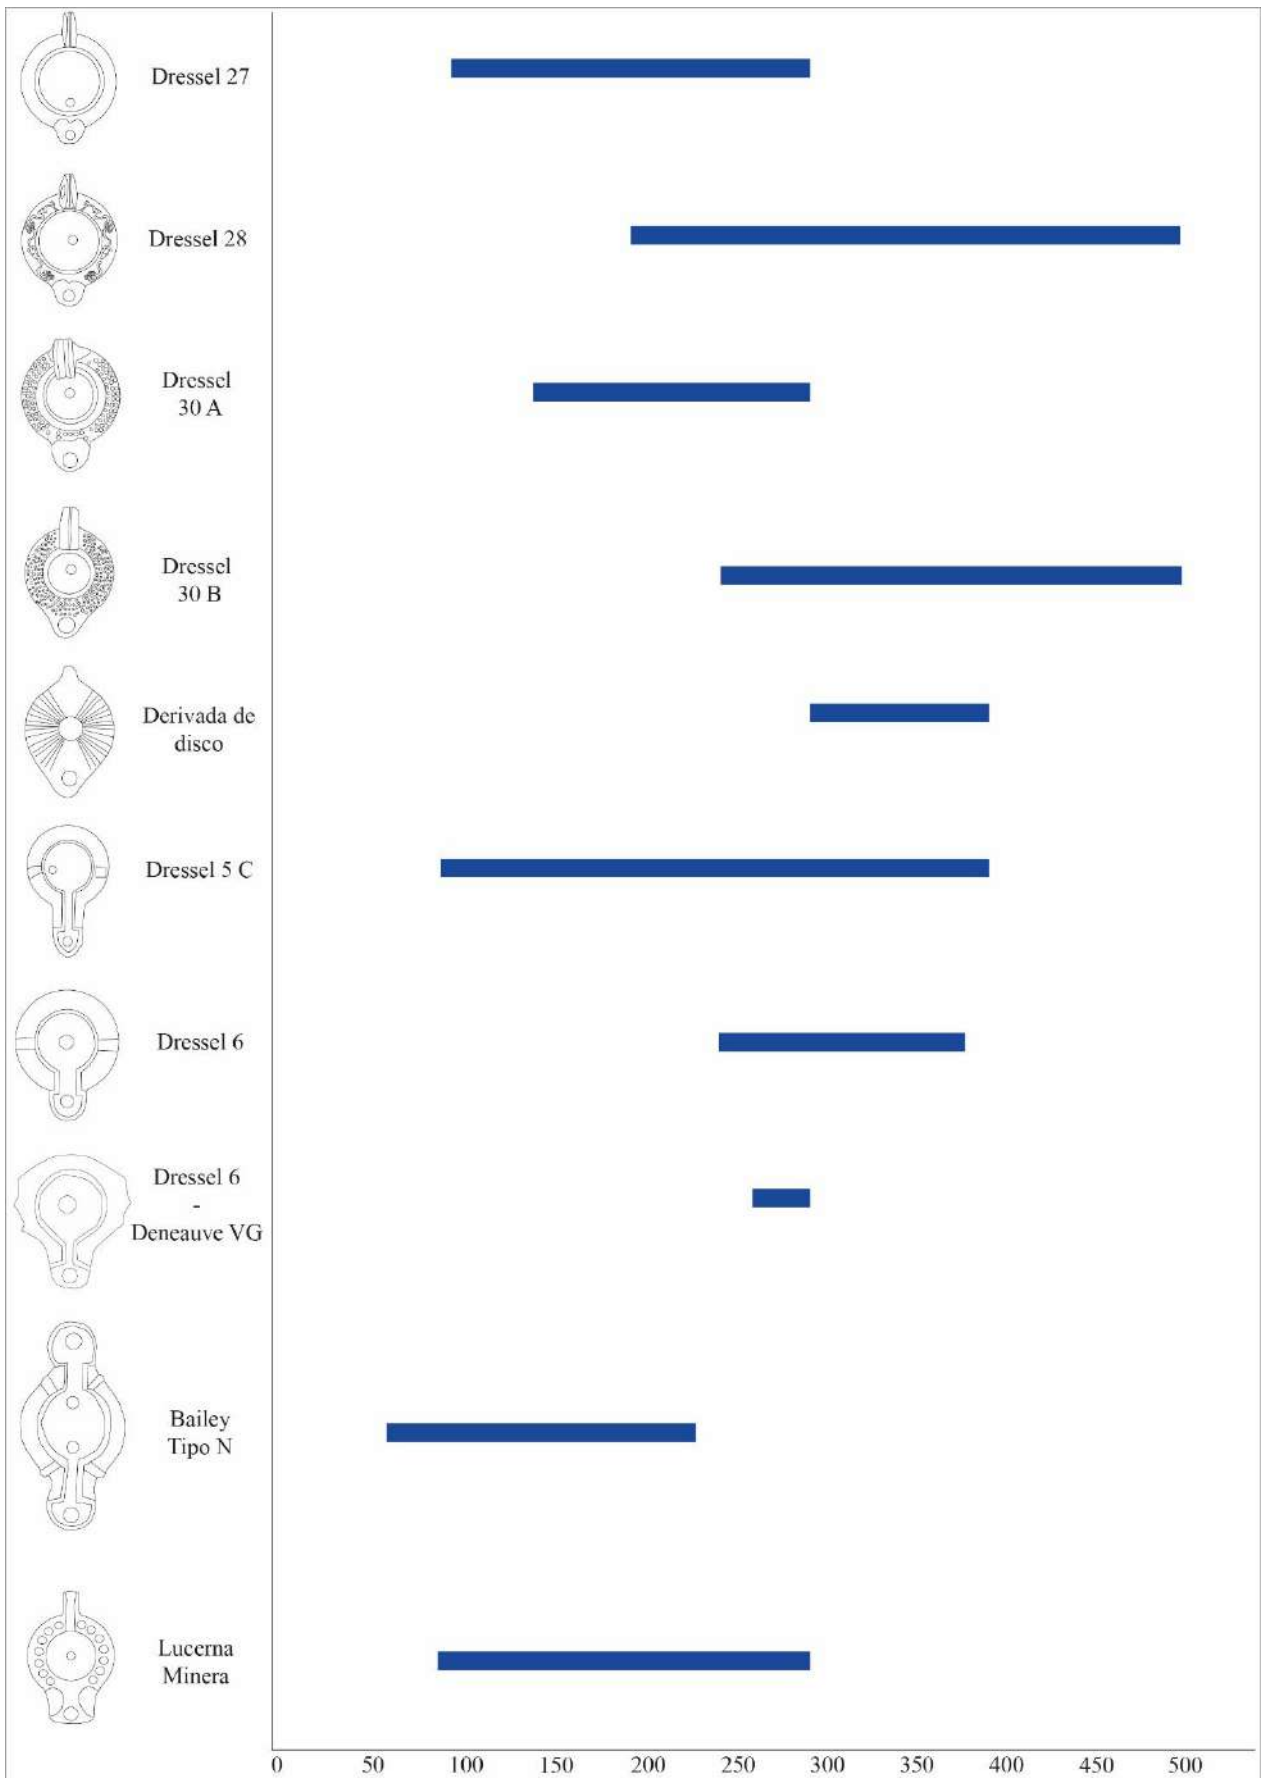 Dressel 27
Dressel 28
Dressel
30 A
Dressel
30 B
Derivada de
disco
Dressel 5 C
Dressel 6
Dressel 6
-
Deneauve VG
Bailey
Tipo N
Lucerna
Minera
0 50 100 150 200 250 300 350 400 450 500